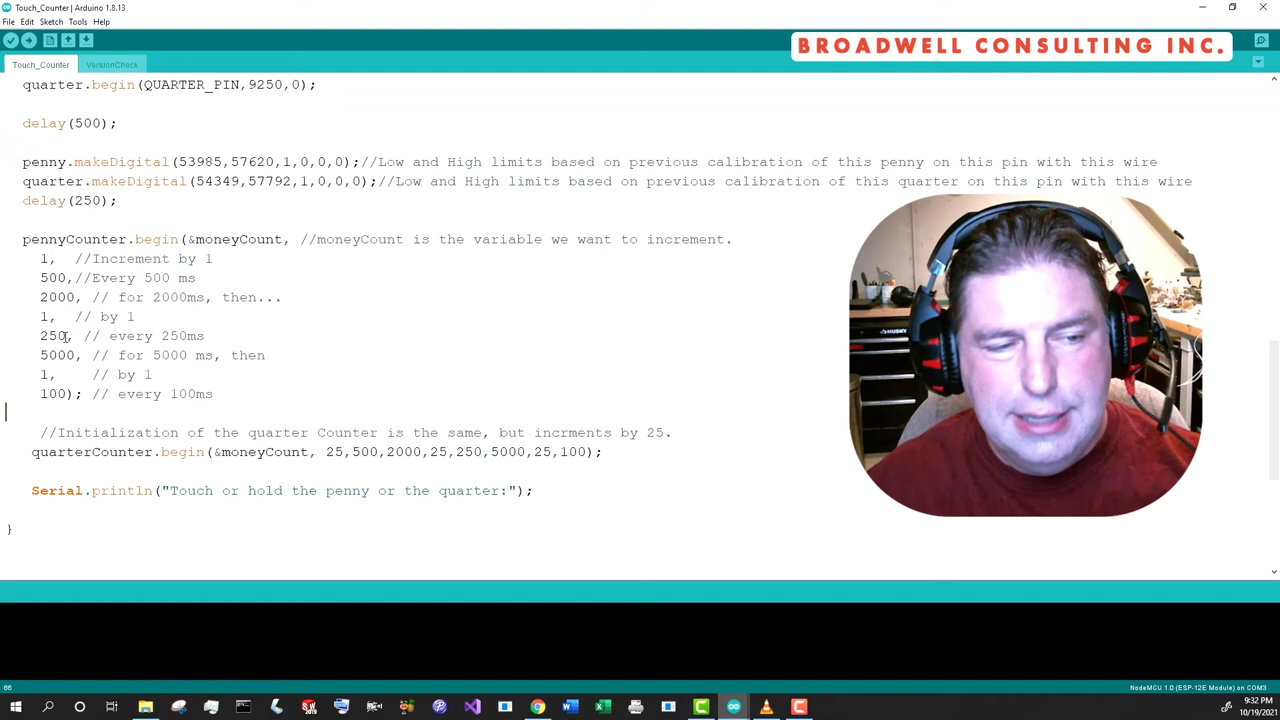 Touch_Counter | Arduino 1.8.13
File Edit Sketch Tools Help
BROADWELL CONSULTING INC.
Touch_Counter VersionCheck
quarter.begin(QUARTER_PIN,9250,0);
delay(500);
penny.makeDigital(53985,57620,1,0,0,0);//Low and High limits based on previous calibration of this penny on this pin with this wire
quarter.makeDigital(54349,57792,1,0,0,0);//Low and High limits based on previous calibration of this quarter on this pin with this wire
delay(250);
pennyCounter.begin(&moneyCount, //moneyCount is the variable we want to increment.
1, //Increment by 1
500,//Every 500 ms
2000, // for 2000ms, then...
1, // by 1
250, // every 250ms
5000, // for 5000 ms, then
1, // by 1
100); // every 100ms
//Initialization of the quarter Counter is the same, but incrments by 25.
quarterCounter.begin(&moneyCount, 25,500,2000,25,250,5000,25,100);
Serial.println("Touch or hold the penny or the quarter:");
}
66 NodeMCU 1.0 (ESP-12E Module) on COM3
9:32 PM
10/19/2021